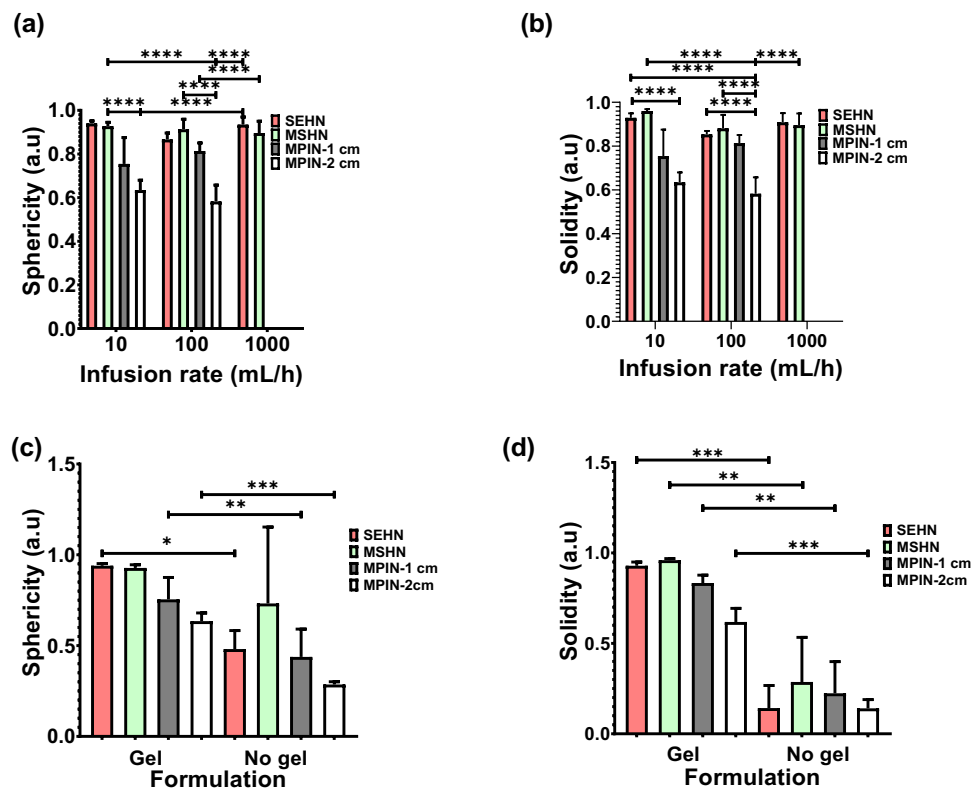 (a)
****
****
****
****
****
****
1.0
0.8
0.6
0.4
0.2
0.0
Sphericity (a.u)
10
100
1000
Infusion rate (mL/h)
SEHN
MSHN
MPIN-1 cm
MPIN-2 cm
(b)
****
****
****
****
****
****
1.0
0.8
0.6
0.4
0.2
0.0
Solidity (a.u)
10
100
1000
Infusion rate (mL/h)
SEHN
MSHN
MPIN-1 cm
MPIN-2 cm
(c)
***
**
*
1.5
1.0
0.5
0.0
Sphericity (a.u)
Gel
No gel
Formulation
SEHN
MSHN
MPIN-1 cm
MPIN-2cm
(d)
***
**
**
***
1.5
1.0
0.5
0.0
Solidity (a.u)
Gel
No gel
Formulation
SEHN
MSHN
MPIN-1 cm
MPIN-2 cm